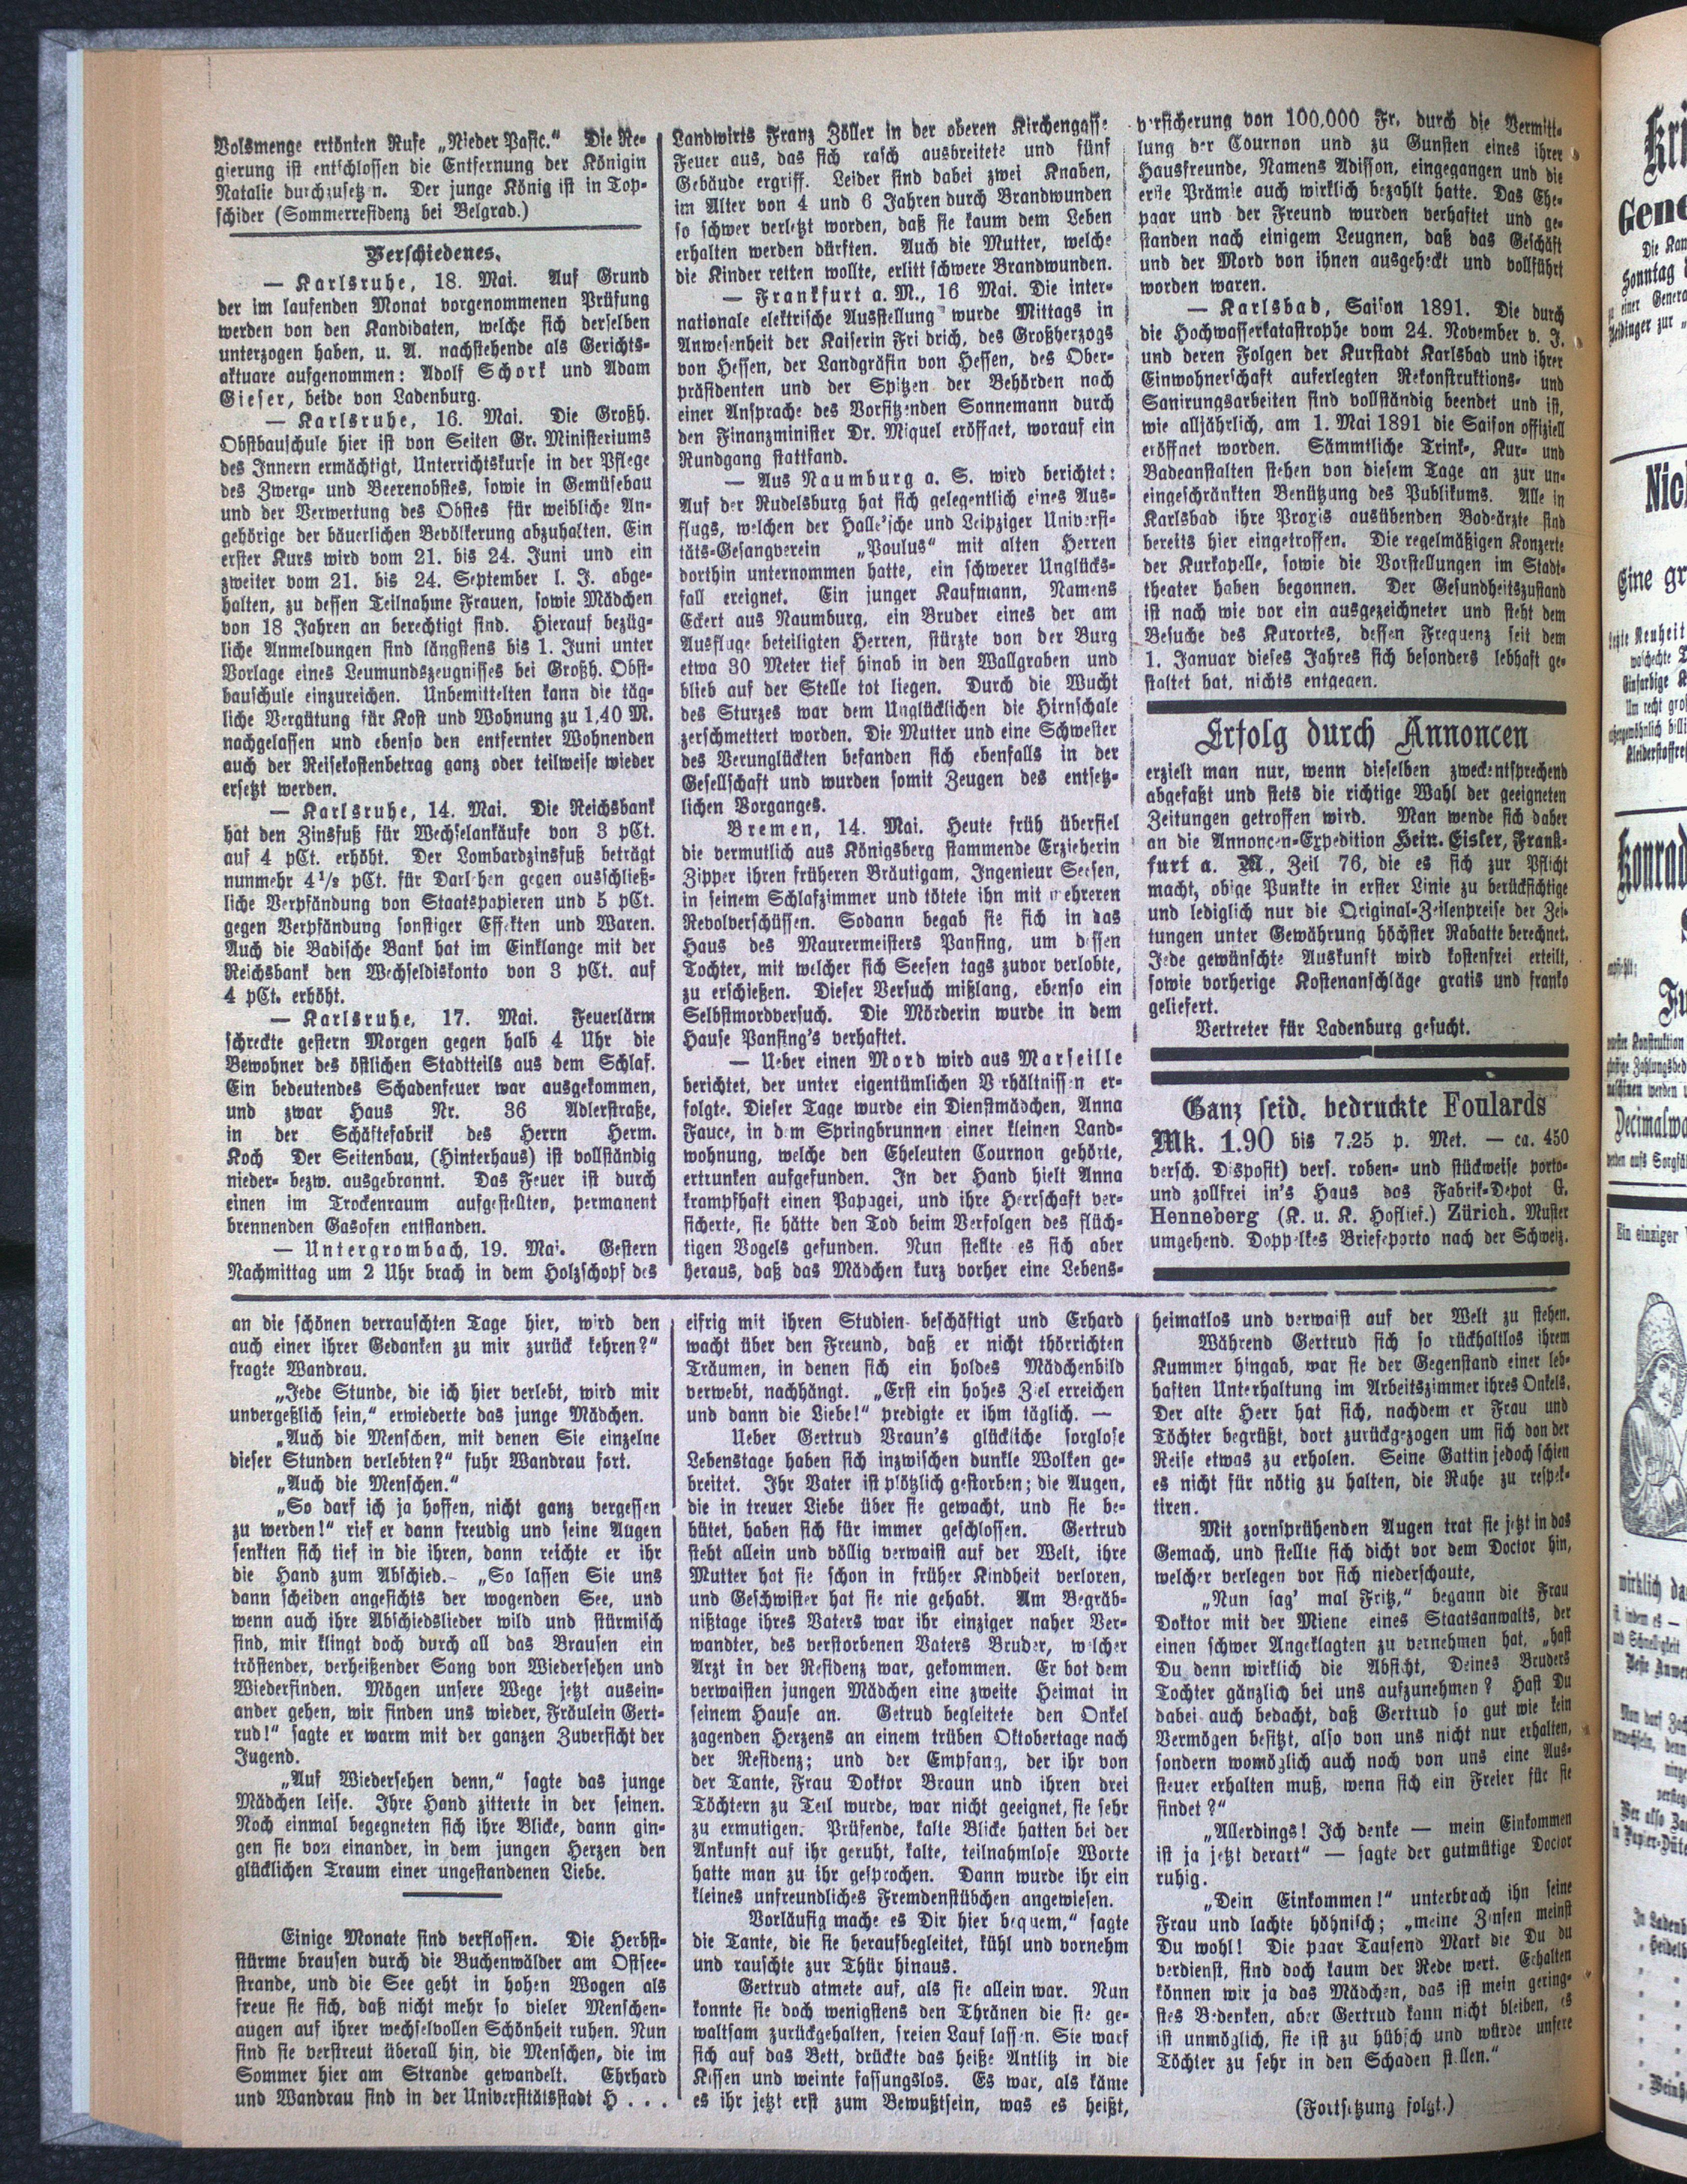 Volsmenge ertönten Rufe „Nieder Pasic.“ Die Re-
gierung ist entschlossen die Entfernung der Königin
Natalie durchzusetzen. Der junge König ist in Top-
schider (Sommerresidenz bei Belgrad.)
Verschiedenes.
— Karlsruhe, 18. Mai. Auf Grund
der im laufenden Monat vorgenommenen Prüfung
werden von den Kandidaten, welche sich derselben
unterzogen haben, u. A. nachstehende als Gerichts-
aktuare aufgenommen: Adolf Schork und Adam
Gieser, beide von Ladenburg.
— Karlsruhe, 16. Mai. Die Großh.
Obstbauschule hier ist von Seiten Gr. Ministeriums
des Innern ermächtigt, Unterrichtskurse in der Pflege
des Zwerg- und Beerenobstes, sowie in Gemüsebau
und der Verwertung des Obstes für weibliche An-
gehörige der bäuerlichen Bevölkerung abzuhalten. Ein
erster Kurs wird vom 21. bis 24. Juni und ein
zweiter vom 21. bis 24. September l. J. abge-
halten, zu dessen Teilnahme Frauen, sowie Mädchen
von 18 Jahren an berechtigt sind. Hierauf bezüg-
liche Anmeldungen sind längstens bis 1. Juni unter
Vorlage eines Leumundszeugnisses bei Großh. Obst-
bauschule einzureichen. Unbemittelten kann die täg-
liche Vergütung für Kost und Wohnung zu 1,40 M.
nachgelassen und ebenso den entfernter Wohnenden
auch der Reisekostenbetrag ganz oder teilweise wieder
ersetzt werden.
— Karlsruhe, 14. Mai. Die Reichsbank
hat den Zinsfuß für Wechselankäufe von 3 pCt.
auf 4 pCt. erhöht. Der Lombardzinsfuß beträgt
nunmehr 4½ pCt. für Darlehen gegen ausschließ-
liche Verpfändung von Staatspapieren und 5 pCt.
gegen Verpfändung sonstiger Effekten und Waren.
Auch die Badische Bank hat im Einklange mit der
Reichsbank den Wechseldiskonto von 3 pCt. auf
4 pCt. erhöht.
— Karlsruhe, 17. Mai. Feuerlärm
schreckte gestern Morgen gegen halb 4 Uhr die
Bewohner des östlichen Stadtteils aus dem Schlaf.
Ein bedeutendes Schadenfeuer war ausgekommen,
und zwar Haus Nr. 36 Adlerstraße,
in der Schäftefabrik des Herrn Herm.
Koch Der Seitenbau, (Hinterhaus) ist vollständig
nieder- bezw. ausgebrannt. Das Feuer ist durch
einen im Trockenraum aufgestellten, permanent
brennenden Gasofen entstanden.
— Untergrombach, 19. Mai. Gestern
Nachmittag um 2 Uhr brach in dem Holzschopf des
Landwirts Franz Zöller in der oberen Kirchengasse
Feuer aus, das sich rasch ausbreitete und fünf
Gebäude ergriff. Leider sind dabei zwei Knaben,
im Alter von 4 und 6 Jahren durch Brandwunden
so schwer verletzt worden, daß sie kaum dem Leben
erhalten werden dürften. Auch die Mutter, welche
die Kinder retten wollte, erlitt schwere Brandwunden.
— Frankfurt a. M., 16 Mai. Die inter-
nationale elektrische Ausstellung wurde Mittags in
Anwesenheit der Kaiserin Fri drich, des Großherzogs
von Hessen, der Landgräfin von Hessen, des Ober-
präsidenten und der Spitzen der Behörden nach
einer Ansprache des Vorsitzenden Sonnemann durch
den Finanzminister Dr. Miquel eröffnet, worauf ein
Rundgang stattfand.
— Aus Naumburg a. S. wird berichtet:
Auf der Rudelsburg hat sich gelegentlich eines Aus-
flugs, welchen der Halle'sche und Leipziger Universi-
täts-Gesangverein „Paulus“ mit alten Herren
dorthin unternommen hatte, ein schwerer Unglücks-
fall ereignet. Ein junger Kaufmann, Namens
Eckert aus Naumburg, ein Bruder eines der am
Ausfluge beteiligten Herren, stürzte von der Burg
etwa 30 Meter tief hinab in den Wallgraben und
blieb auf der Stelle tot liegen. Durch die Wucht
des Sturzes war dem Unglücklichen die Hirnschale
zerschmettert worden. Die Mutter und eine Schwester
des Verunglückten befanden sich ebenfalls in der
Gesellschaft und wurden somit Zeugen des entsetz-
lichen Vorganges.
Bremen, 14. Mai. Heute früh überfiel
die vermutlich aus Königsberg stammende Erzieherin
Zipper ihren früheren Bräutigam, Ingenieur Seesen,
in seinem Schlafzimmer und tötete ihn mit mehreren
Revolverschüssen. Sodann begab sie sich in das
Haus des Maurermeisters Pansing, um dessen
Tochter, mit welcher sich Seesen tags zuvor verlobte,
zu erschießen. Dieser Versuch mißlang, ebenso ein
Selbstmordversuch. Die Mörderin wurde in dem
Hause Pansing's verhaftet.
— Ueber einen Mord wird aus Marseille
berichtet, der unter eigentümlichen V rhältnissen er-
folgte. Dieser Tage wurde ein Dienstmädchen, Anna
Fauce, in dem Springbrunnen einer kleinen Land-
wohnung, welche den Eheleuten Cournon gehörte,
ertrunken aufgefunden. In der Hand hielt Anna
krampfhaft einen Papagei, und ihre Herrschaft ver-
sicherte, sie hätte den Tod beim Verfolgen des flüch-
tigen Vogels gefunden. Nun stellte es sich aber
heraus, daß das Mädchen kurz vorher eine Lebens-
versicherung von 100,000 Fr. durch die Vermitt-
lung der Cournon und zu Gunsten eines ihrer
Hausfreunde, Namens Adisson, eingegangen und die
erste Prämie auch wirklich bezahlt hatte. Das Ehe-
paar und der Freund wurden verhaftet und ge-
standen nach einigem Leugnen, daß das Geschäft
und der Mord von ihnen ausgeheckt und vollführt
worden waren.
— Karlsbad, Saison 1891. Die durch
die Hochwasserkatastrophe vom 24. November v. J.
und deren Folgen der Kurstadt Karlsbad und ihrer
Einwohnerschaft auferlegten Rekonstruktions- und
Sanirungsarbeiten sind vollständig beendet und ist,
wie alljährlich, am 1. Mai 1891 die Saison offiziell
eröffnet worden. Sämmtliche Trink-, Kur- und
Badeanstalten stehen von diesem Tage an zur un-
eingeschränkten Benützung des Publikums. Alle in
Karlsbad ihre Praxis ausübenden Badeärzte sind
bereits hier eingetroffen. Die regelmäßigen Konzerte
der Kurkapelle, sowie die Vorstellungen im Stadt-
theater haben begonnen. Der Gesundheitszustand
ist nach wie vor ein ausgezeichneter und steht dem
Besuche des Kurortes, dessen Frequenz seit dem
1. Januar dieses Jahres sich besonders lebhaft ge-
staltet hat, nichts entgegen.
Erfolg durch Annoncen
erzielt man nur, wenn dieselben zweckentsprechend
abgefaßt und stets die richtige Wahl der geeigneten
Zeitungen getroffen wird. Man wende sich daher
an die Annoncen-Expedition Hein. Eisler, Frank-
furt a. M., Zeil 76, die es sich zur Pflicht
macht, obige Punkte in erster Linie zu berücksichtige
und lediglich nur die Original-Zeilenpreise der Zei-
tungen unter Gewährung höchster Rabatte berechnet.
Jede gewünschte Auskunft wird kostenfrei erteilt,
sowie vorherige Kostenanschläge gratis und franko
geliefert.
Vertreter für Ladenburg gesucht.
Ganz seid. bedruckte Foulards
Mk. 1.90 bis 7.25 p. Met. — ca. 450
versch. Disposit) vers. roben- und stückweise porto-
und zollfrei in's Haus das Fabrik-Depot G.
Henneberg (K. u. K. Hoflief.) Zürich. Muster
umgehend. Doppeltes Briefporto nach der Schweiz.
an die schönen verrauschten Tage hier, wird den
auch einer ihrer Gedanken zu mir zurück kehren?“
fragte Wandrau.
„Jede Stunde, die ich hier verlebt, wird mir
unvergeßlich sein,“ erwiederte das junge Mädchen.
„Auch die Menschen, mit denen Sie einzelne
dieser Stunden verlebten?“ fuhr Wandrau fort.
„Auch die Menschen.“
„So darf ich ja hoffen, nicht ganz vergessen
zu werden!“ rief er dann freudig und seine Augen
senkten sich tief in die ihren, dann reichte er ihr
die Hand zum Abschied.- „So lassen Sie uns
dann scheiden angesichts der wogenden See, und
wenn auch ihre Abschiedslieder wild und stürmisch
sind, mir klingt doch durch all das Brausen ein
tröstender, verheißender Sang von Wiedersehen und
Wiederfinden. Mögen unsere Wege jetzt ausein-
ander gehen, wir finden uns wieder, Fräulein Gert-
rud!“ sagte er warm mit der ganzen Zuversicht der
Jugend.
„Auf Wiedersehen denn,“ sagte das junge
Mädchen leise. Ihre Hand zitterte in der seinen.
Noch einmal begegneten sich ihre Blicke, dann gin-
gen sie von einander, in dem jungen Herzen den
glücklichen Traum einer ungestandenen Liebe.
Einige Monate sind verflossen. Die Herbst-
stürme brausen durch die Buchenwälder am Ostsee-
strande, und die See geht in hohen Wogen als
freue sie sich, daß nicht mehr so vieler Menschen-
augen auf ihrer wechselvollen Schönheit ruhen. Nun
sind sie verstreut überall hin, die Menschen, die im
Sommer hier am Strande gewandelt. Ehrhard
und Wandrau sind in der Universitätsstadt H . . .
eifrig mit ihren Studien beschäftigt und Erhard
wacht über den Freund, daß er nicht thörrichten
Träumen, in denen sich ein holdes Mädchenbild
verwebt, nachhängt. „Erst ein hohes Ziel erreichen
und dann die Liebe!“ predigte er ihm täglich. —
Ueber Gertrud Braun's glückliche sorglose
Lebenstage haben sich inzwischen dunkle Wolken ge-
breitet. Ihr Vater ist plötzlich gestorben; die Augen,
die in treuer Liebe über sie gewacht, und sie be-
hütet, haben sich für immer geschlossen. Gertrud
steht allein und völlig verwaist auf der Welt, ihre
Mutter hat sie schon in früher Kindheit verloren,
und Geschwister hat sie nie gehabt. Am Begräb-
nißtage ihres Vaters war ihr einziger naher Ver-
wandter, des verstorbenen Vaters Bruder, welcher
Arzt in der Residenz war, gekommen. Er bot dem
verwaisten jungen Mädchen eine zweite Heimat in
seinem Hause an. Getrud begleitete den Onkel
zagenden Herzens an einem trüben Oktobertage nach
der Residenz; und der Empfang, der ihr von
der Tante, Frau Doktor Braun und ihren drei
Töchtern zu Teil wurde, war nicht geeignet, sie sehr
zu ermutigen. Prüfende, kalte Blicke hatten bei der
Ankunft auf ihr geruht, kalte, teilnahmlose Worte
hatte man zu ihr gesprochen. Dann wurde ihr ein
kleines unfreundliches Fremdenstübchen angewiesen.
Vorläufig mache es Dir hier bequem,“ sagte
die Tante, die sie heraufbegleitet, kühl und vornehm
und rauschte zur Thür hinaus.
Gertrud atmete auf, als sie allein war. Nun
konnte sie doch wenigstens den Thränen die sie ge-
waltsam zurückgehalten, freien Lauf lassen. Sie warf
sich auf das Bett, drückte das heiße Antlitz in die
Kissen und weinte fassungslos. Es war, als käme
es ihr jetzt erst zum Bewußtsein, was es heißt,
heimatlos und verwaist auf der Welt zu stehen.
Während Gertrud sich so rückhaltlos ihrem
Kummer hingab, war sie der Gegenstand einer leb-
haften Unterhaltung im Arbeitszimmer ihres Onkels.
Der alte Herr hat sich, nachdem er Frau und
Töchter begrüßt, dort zurückgezogen um sich von der
Reise etwas zu erholen. Seine Gattin jedoch schien
es nicht für nötig zu halten, die Ruhe zu respek-
tiren.
Mit zornsprühenden Augen trat sie jetzt in das
Gemach, und stellte sich dicht vor dem Doctor hin,
welcher verlegen vor sich niederschaute,
„Nun sag' mal Fritz,“ begann die Frau
Doktor mit der Miene eines Staatsanwalts, der
einen schwer Angeklagten zu vernehmen hat, „hast
Du denn wirklich die Absicht, Deines Bruders
Tochter gänzlich bei uns aufzunehmen? Hast Du
dabei auch bedacht, daß Gertrud so gut wie kein
Vermögen besitzt, also von uns nicht nur erhalten,
sondern womöglich auch noch von uns eine Aus-
steuer erhalten muß, wenn sich ein Freier für sie
findet?“
„Allerdings! Ich denke — mein Einkommen
ist ja jetzt derart“ — sagte der gutmütige Doctor
ruhig.
„Dein Einkommen!“ unterbrach ihn seine
Frau und lachte höhnisch; „meine Zinsen meinst
Du wohl! Die paar Tausend Mark die Du du
verdienst, sind doch kaum der Rede wert. Erhalten
können wir ja das Mädchen, das ist mein gering-
stes Bedenken, aber Gertrud kann nicht bleiben, es
ist unmöglich, sie ist zu hübsch und würde unsere
Töchter zu sehr in den Schaden stellen.“
(Fortsetzung folgt.)
Gene
Die Kan
Sonntag
Nic
Eine gr
Konrad
Decimalwa
Ein einziger
wirklich da